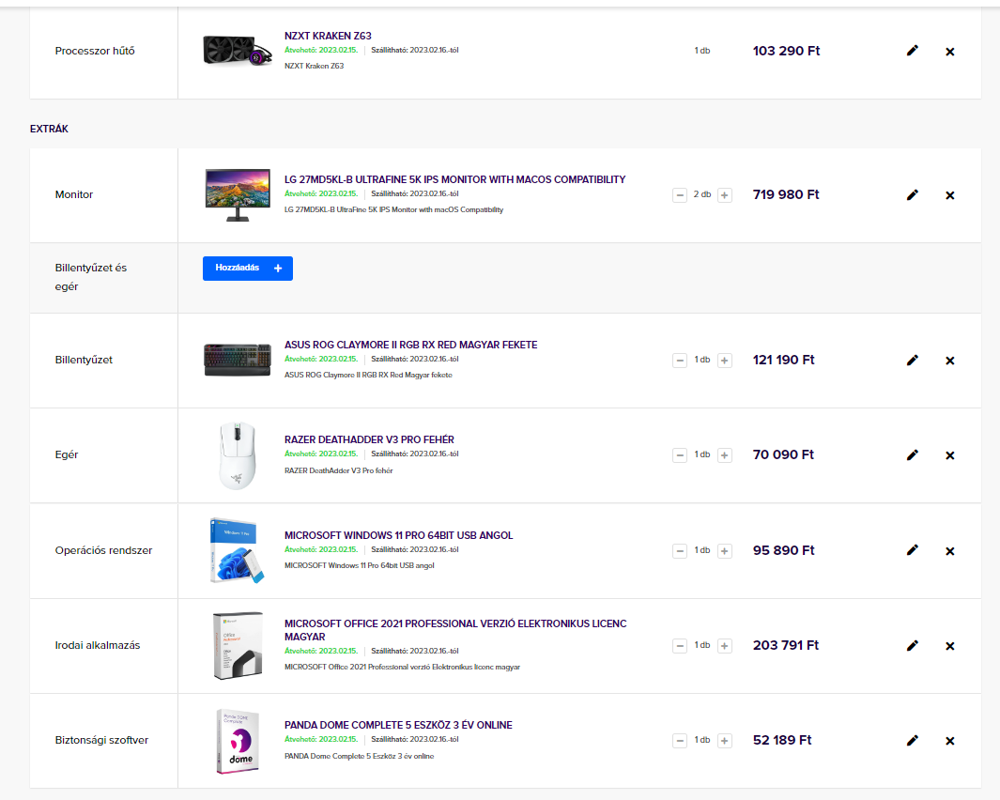 Processzor hűtő
NZXT KRAKEN Z63
Átvehető: 2023.02.15. Szállítható: 2023.02.16.-tól
NZXT Kraken Z63
1 db
103 290 Ft
EXTRÁK
Monitor
LG 27MD5KL-B ULTRAFINE 5K IPS MONITOR WITH MACOS COMPATIBILITY
Átvehető: 2023.02.15. Szállítható: 2023.02.16.-tól
LG 27MD5KL-B UltraFine 5K IPS Monitor with macOS Compatibility
2 db
719 980 Ft
Billentyűzet és
egér
Hozzáadás +
Billentyűzet
ASUS ROG CLAYMORE II RGB RX RED MAGYAR FEKETE
Átvehető: 2023.02.15. Szállítható: 2023.02.16.-tól
ASUS ROG Claymore II RGB RX Red Magyar fekete
1 db
121 190 Ft
Egér
RAZER DEATHADDER V3 PRO FEHÉR
Átvehető: 2023.02.15. Szállítható: 2023.02.16.-tól
RAZER DeathAdder V3 Pro fehér
1 db
70 090 Ft
Operációs rendszer
MICROSOFT WINDOWS 11 PRO 64BIT USB ANGOL
Átvehető: 2023.02.15. Szállítható: 2023.02.16.-tól
MICROSOFT Windows 11 Pro 64bit USB angol
1 db
95 890 Ft
Windows 11 Pro
Irodai alkalmazás
MICROSOFT OFFICE 2021 PROFESSIONAL VERZIÓ ELEKTRONIKUS LICENC
MAGYAR
Átvehető: 2023.02.15. Szállítható: 2023.02.16.-tól
MICROSOFT Office 2021 Professional verzió Elektronikus licenc magyar
1 db
203 791 Ft
Microsoft
Office
Professional
Biztonsági szoftver
PANDA DOME COMPLETE 5 ESZKÖZ 3 ÉV ONLINE
Átvehető: 2023.02.15. Szállítható: 2023.02.16.-tól
PANDA Dome Complete 5 Eszköz 3 év online
1 db
52 189 Ft
Panda DOME
Complete
dome